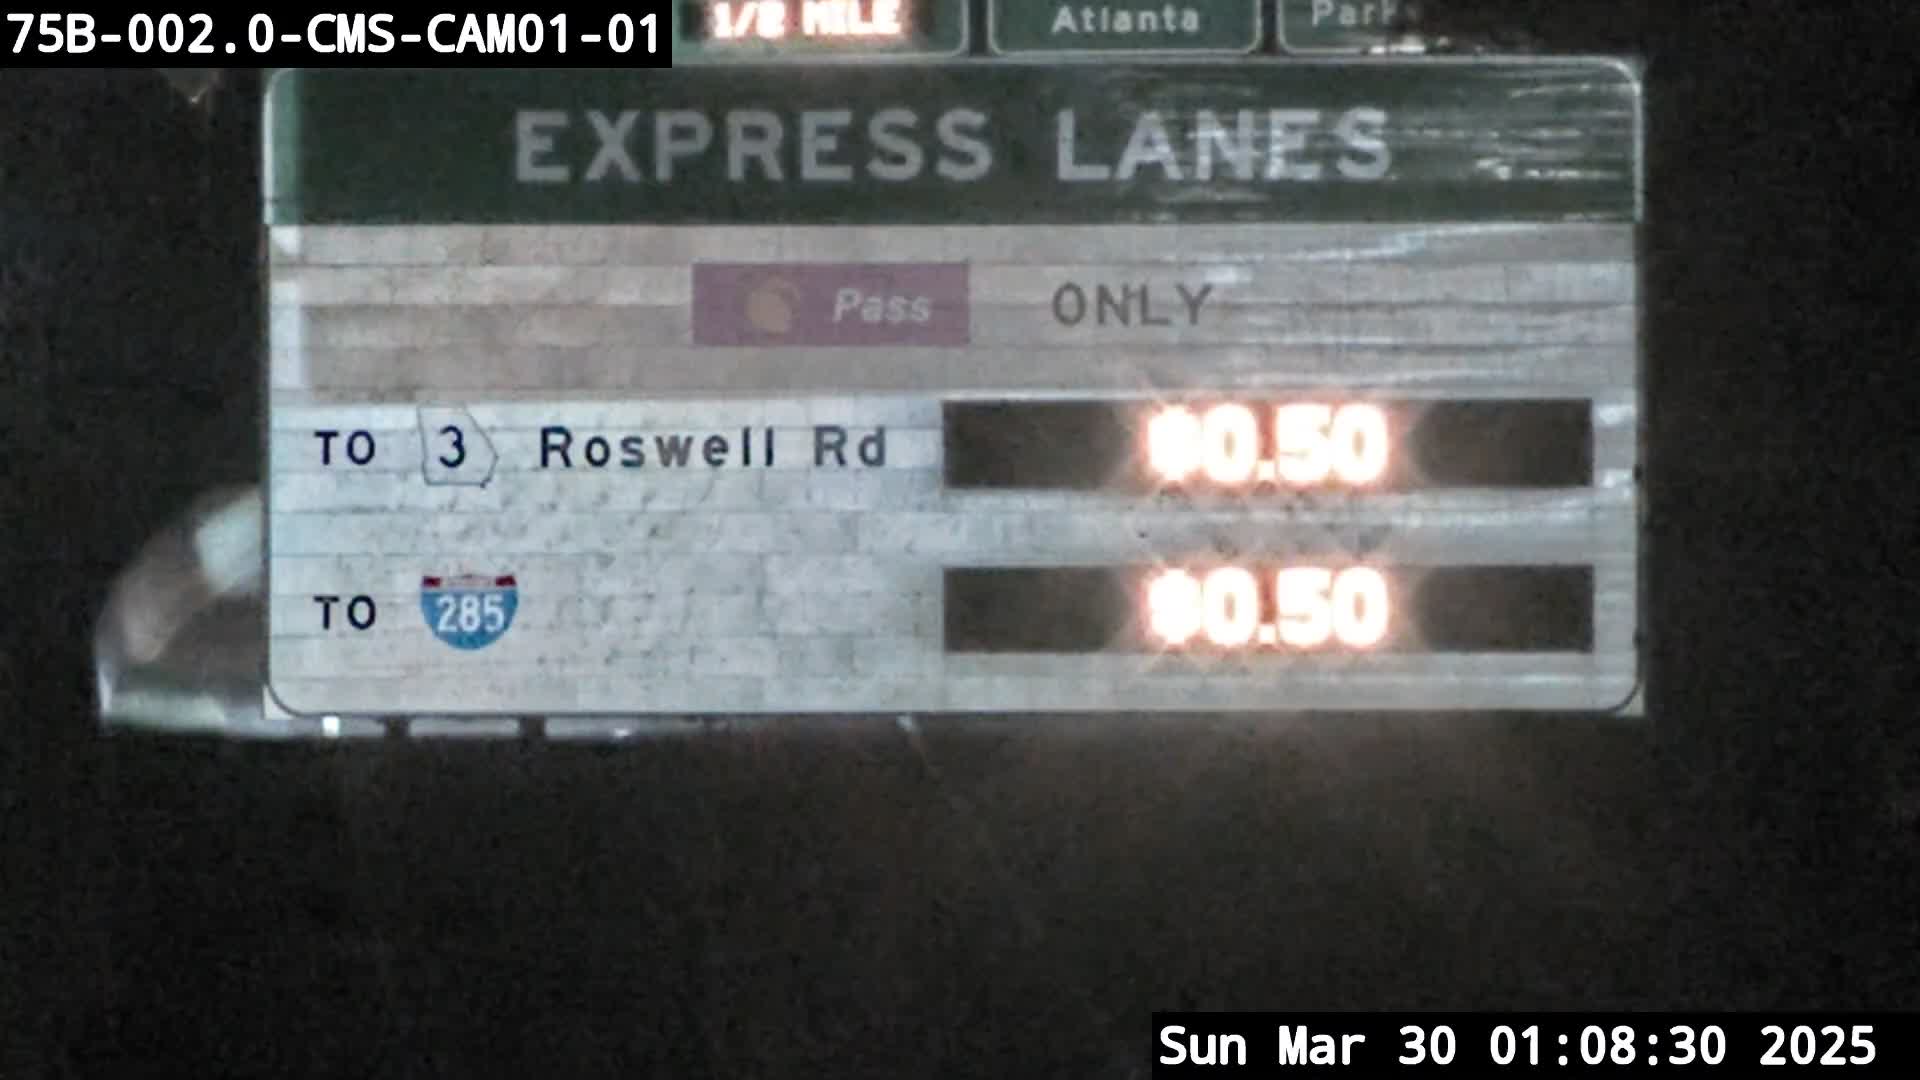 75B-002.0-CMS-CAM01-01
1/2 MILE
Atlanta
Park
EXPRESS LANES
Pass ONLY
TO 3 Roswell Rd $0.50
TO 285 $0.50
Sun Mar 30 01:08:30 2025